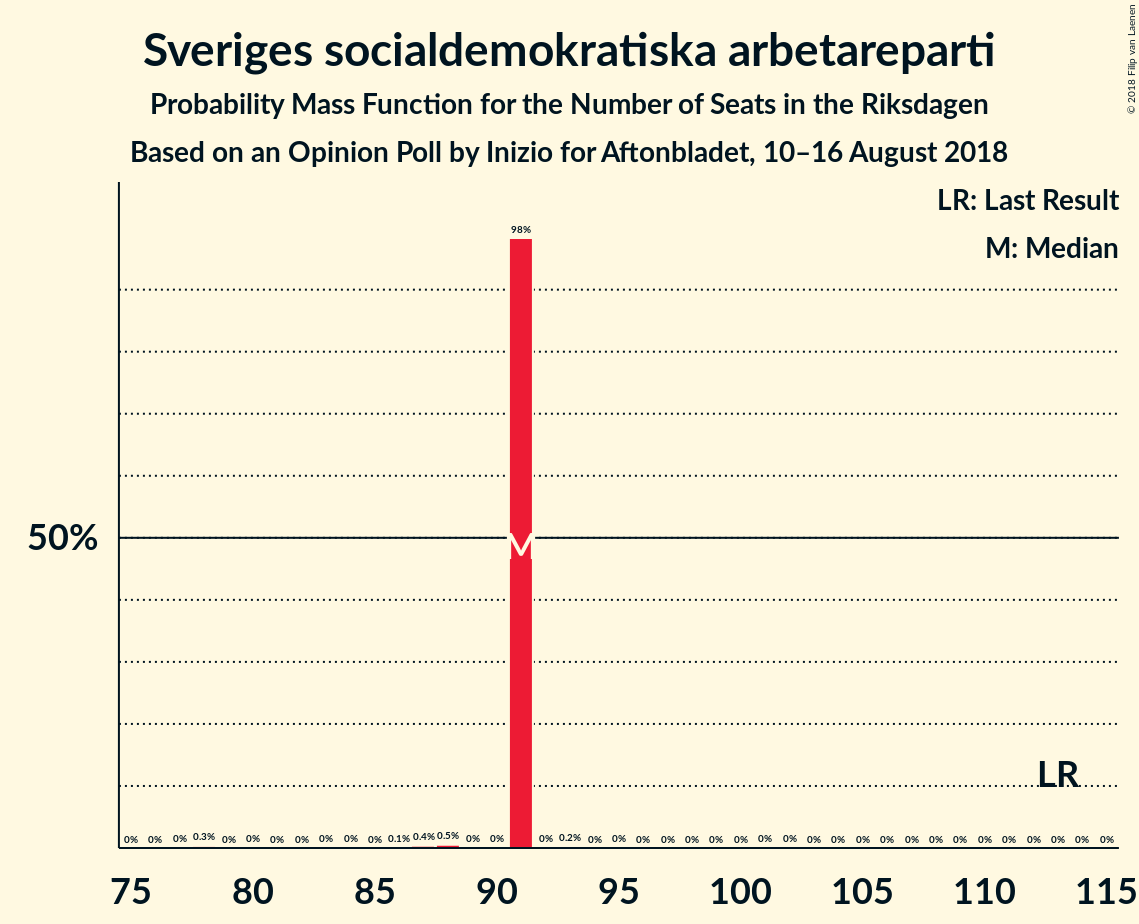 Sveriges socialdemokratiska arbetareparti
Probability Mass Function for the Number of Seats in the Riksdagen
Based on an Opinion Poll by Inizio for Aftonbladet, 10–16 August 2018
© 2018 Filip van Laenen
LR: Last Result
M: Median
98%
50%
M
LR
0% 0% 0% 0.3% 0% 0% 0% 0% 0% 0% 0% 0.1% 0.4% 0.5% 0% 0% 0% 0.2% 0% 0% 0% 0% 0% 0% 0% 0% 0% 0% 0% 0% 0% 0% 0% 0% 0% 0% 0% 0% 0% 0%
75 80 85 90 95 100 105 110 115